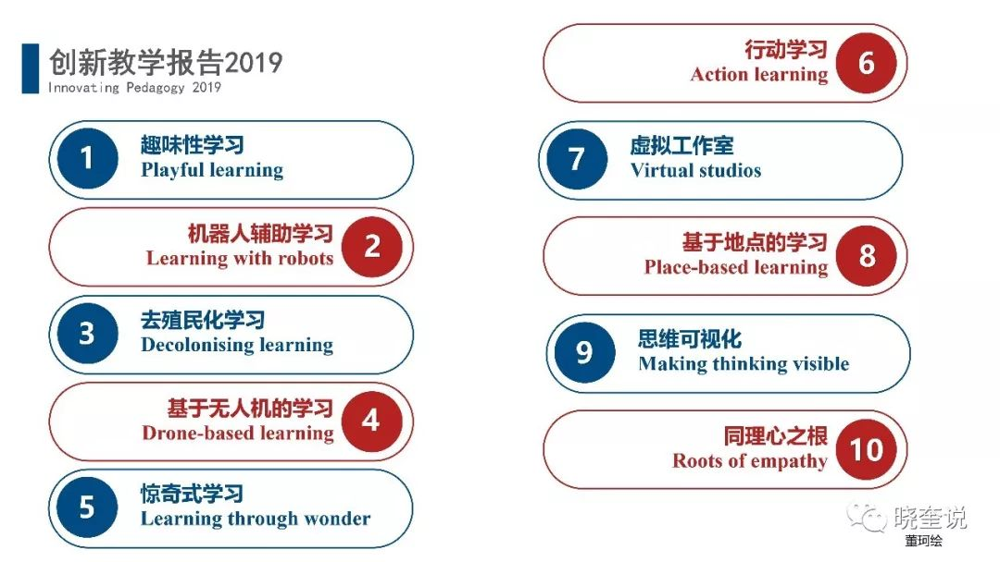 创新教学报告2019
Innovating Pedagogy 2019
1
趣味性学习
Playful learning
机器人辅助学习
Learning with robots
2
3
去殖民化学习
Decolonising learning
基于无人机的学习
Drone-based learning
4
5
惊奇式学习
Learning through wonder
行动学习
Action learning
6
7
虚拟工作室
Virtual studios
基于地点的学习
Place-based learning
8
9
思维可视化
Making thinking visible
同理心之根
Roots of empathy
10
晓奎说
董珂绘